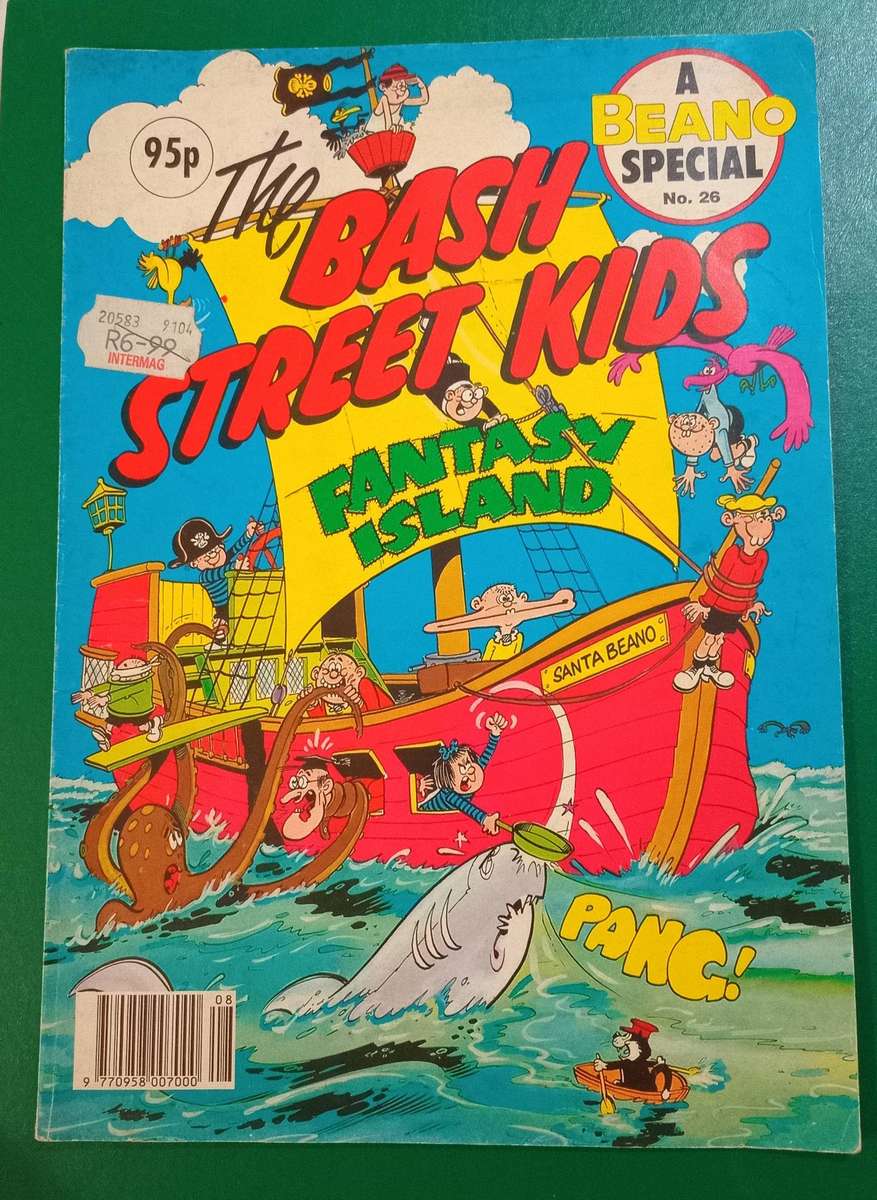 95p
A
BEANO
SPECIAL
No. 26
The
BASH
STREET KIDS
FANTASY
ISLAND
20583 9104
R6-99
INTERMAG
SANTA BEANO
PANG!
08
9 770958 007000